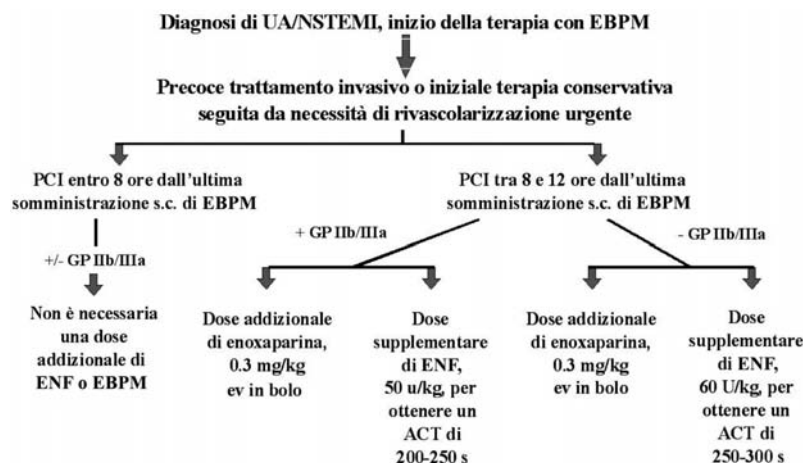 Diagnosi di UA/NSTEMI, inizio della terapia con EBPM
Precoce trattamento invasivo o iniziale terapia conservativa
seguita da necessità di rivascolarizzazione urgente
PCI entro 8 ore dall'ultima
somministrazione s.c. di EBPM
PCI tra 8 e 12 ore dall'ultima
somministrazione s.c. di EBPM
+/- GP IIb/IIIa
+ GP IIb/IIIa
- GP IIb/IIIa
Non è necessaria
una dose
addizionale di
ENF o EBPM
Dose addizionale
di enoxaparina,
0.3 mg/kg
ev in bolo
Dose
supplementare
di ENF,
50 u/kg, per
ottenere un
ACT di
200-250 s
Dose addizionale
di enoxaparina,
0.3 mg/kg
ev in bolo
Dose
supplementare
di ENF,
60 U/kg, per
ottenere un
ACT di
250-300 s